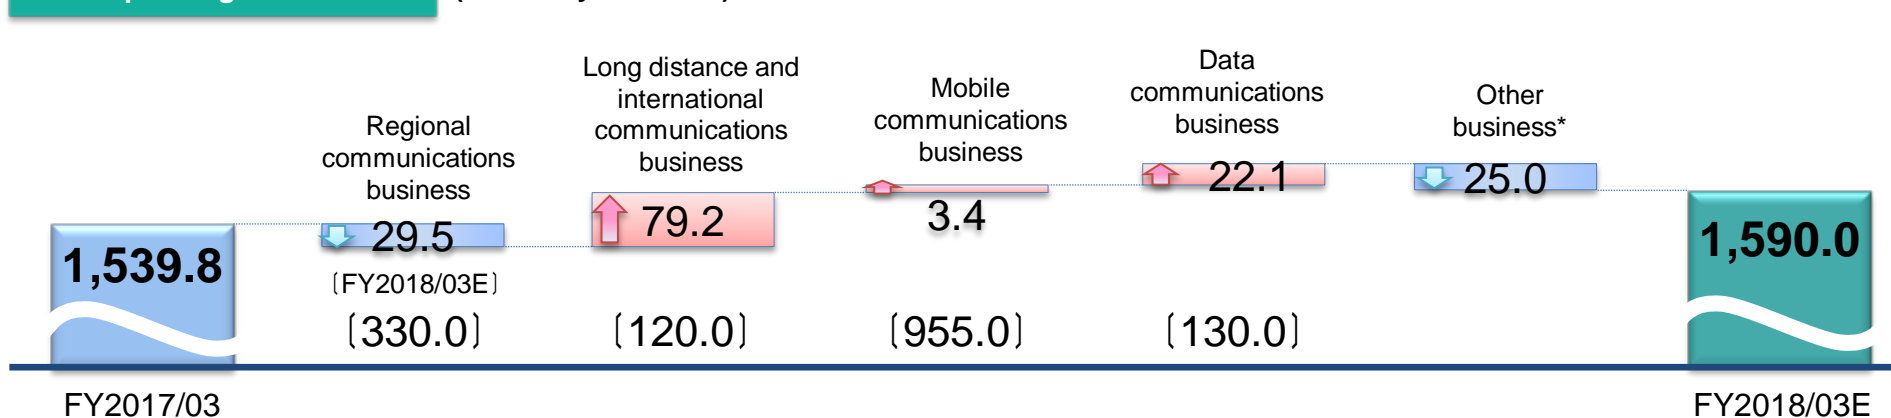 Regional
communications
business
29.5
[FY2018/03E]
[330.0]
Long distance and
international
communications
business
79.2
[120.0]
Mobile
communications
business
3.4
[955.0]
Data
communications
business
22.1
[130.0]
Other
business*
25.0
1,539.8
FY2017/03
1,590.0
FY2018/03E